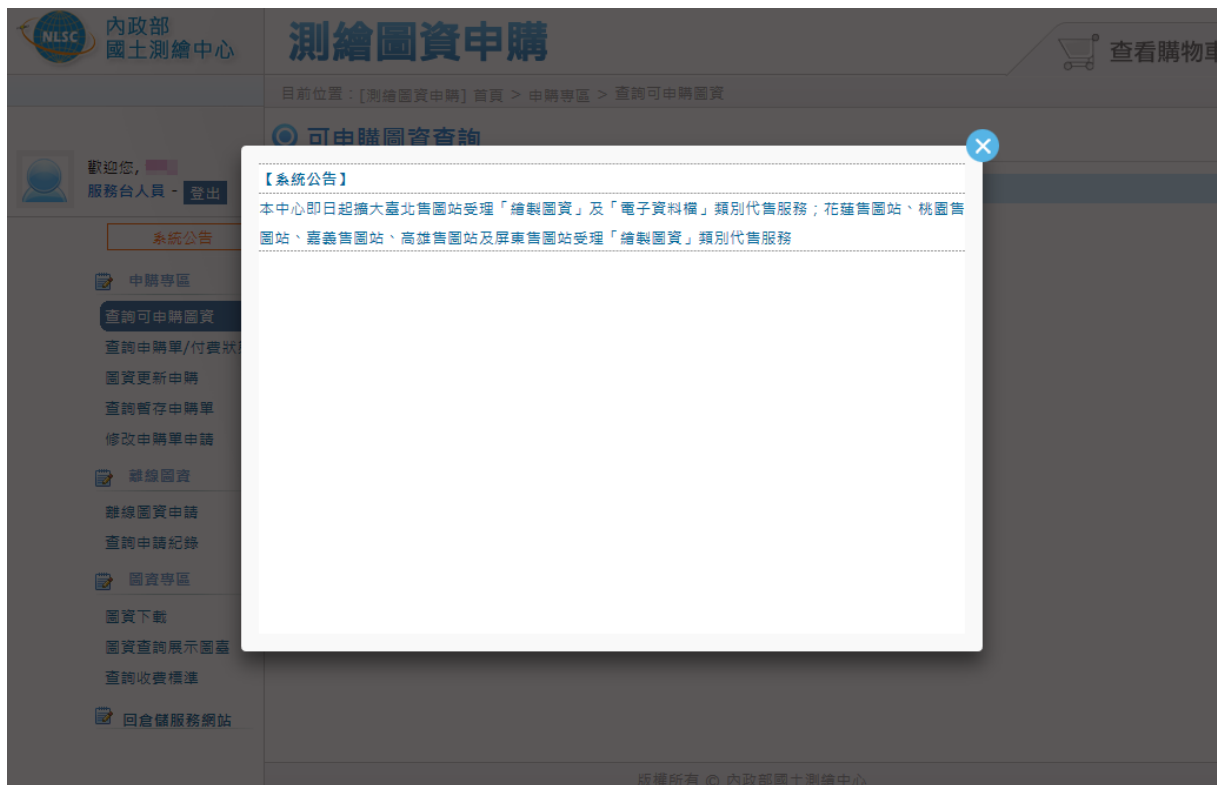 NLSC
內政部
國土測繪中心
測繪圖資申購
查看購物車
目前位置：[測繪圖資申購] 首頁 > 申購專區 > 查詢可申購圖資
可申購圖資查詢
歡迎您,
服務台人員 - 登出
【系統公告】
本中心即日起擴大臺北售圖站受理「繪製圖資」及「電子資料檔」類別代售服務；花蓮售圖站、桃園售
圖站、嘉義售圖站、高雄售圖站及屏東售圖站受理「繪製圖資」類別代售服務
系統公告
申購專區
查詢可申購圖資
查詢申購單/付費狀
圖資更新申購
查詢暫存申購單
修改申購單申請
離線圖資
離線圖資申請
查詢申請紀錄
圖資專區
圖資下載
圖資查詢展示圖臺
查詢收費標準
回倉儲服務網站
版權所有 © 內政部國土測繪中心